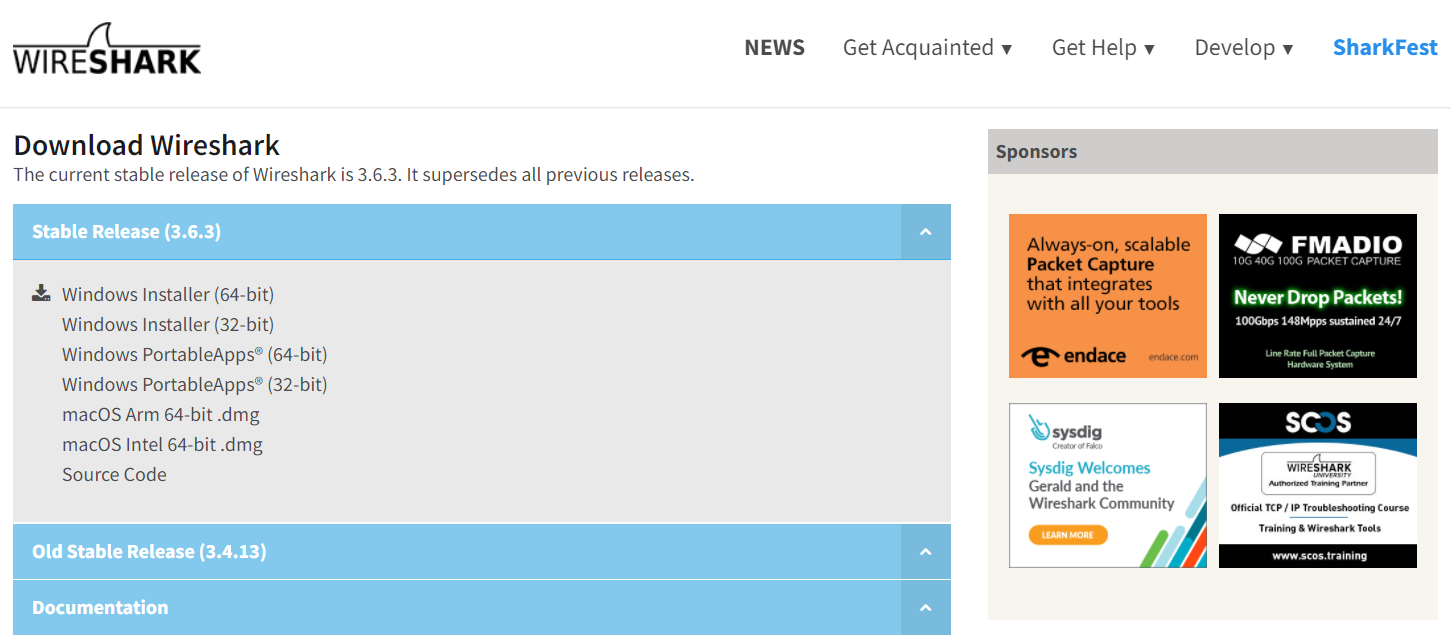 WIRESHARK
NEWS
Get Acquainted ▼
Get Help ▼
Develop ▼
SharkFest
Download Wireshark
The current stable release of Wireshark is 3.6.3. It supersedes all previous releases.
Stable Release (3.6.3)
Windows Installer (64-bit)
Windows Installer (32-bit)
Windows PortableApps® (64-bit)
Windows PortableApps® (32-bit)
macOS Arm 64-bit .dmg
macOS Intel 64-bit .dmg
Source Code
Old Stable Release (3.4.13)
Documentation
Sponsors
Always-on, scalable
Packet Capture
that integrates
with all your tools
endace
endace.com
FMADIO
10G 40G 100G PACKET CAPTURE
Never Drop Packets!
100Gbps 148Mpps sustained 24/7
Line Rate Full Packet Capture
Hardware System
sysdig
Creator of Falco
Sysdig Welcomes
Gerald and the
Wireshark Community
LEARN MORE
SCOS
WIRESHARK
UNIVERSITY
Authorized Training Partner
Official TCP / IP Troubleshooting Course
Training & Wireshark Tools
www.scos.training